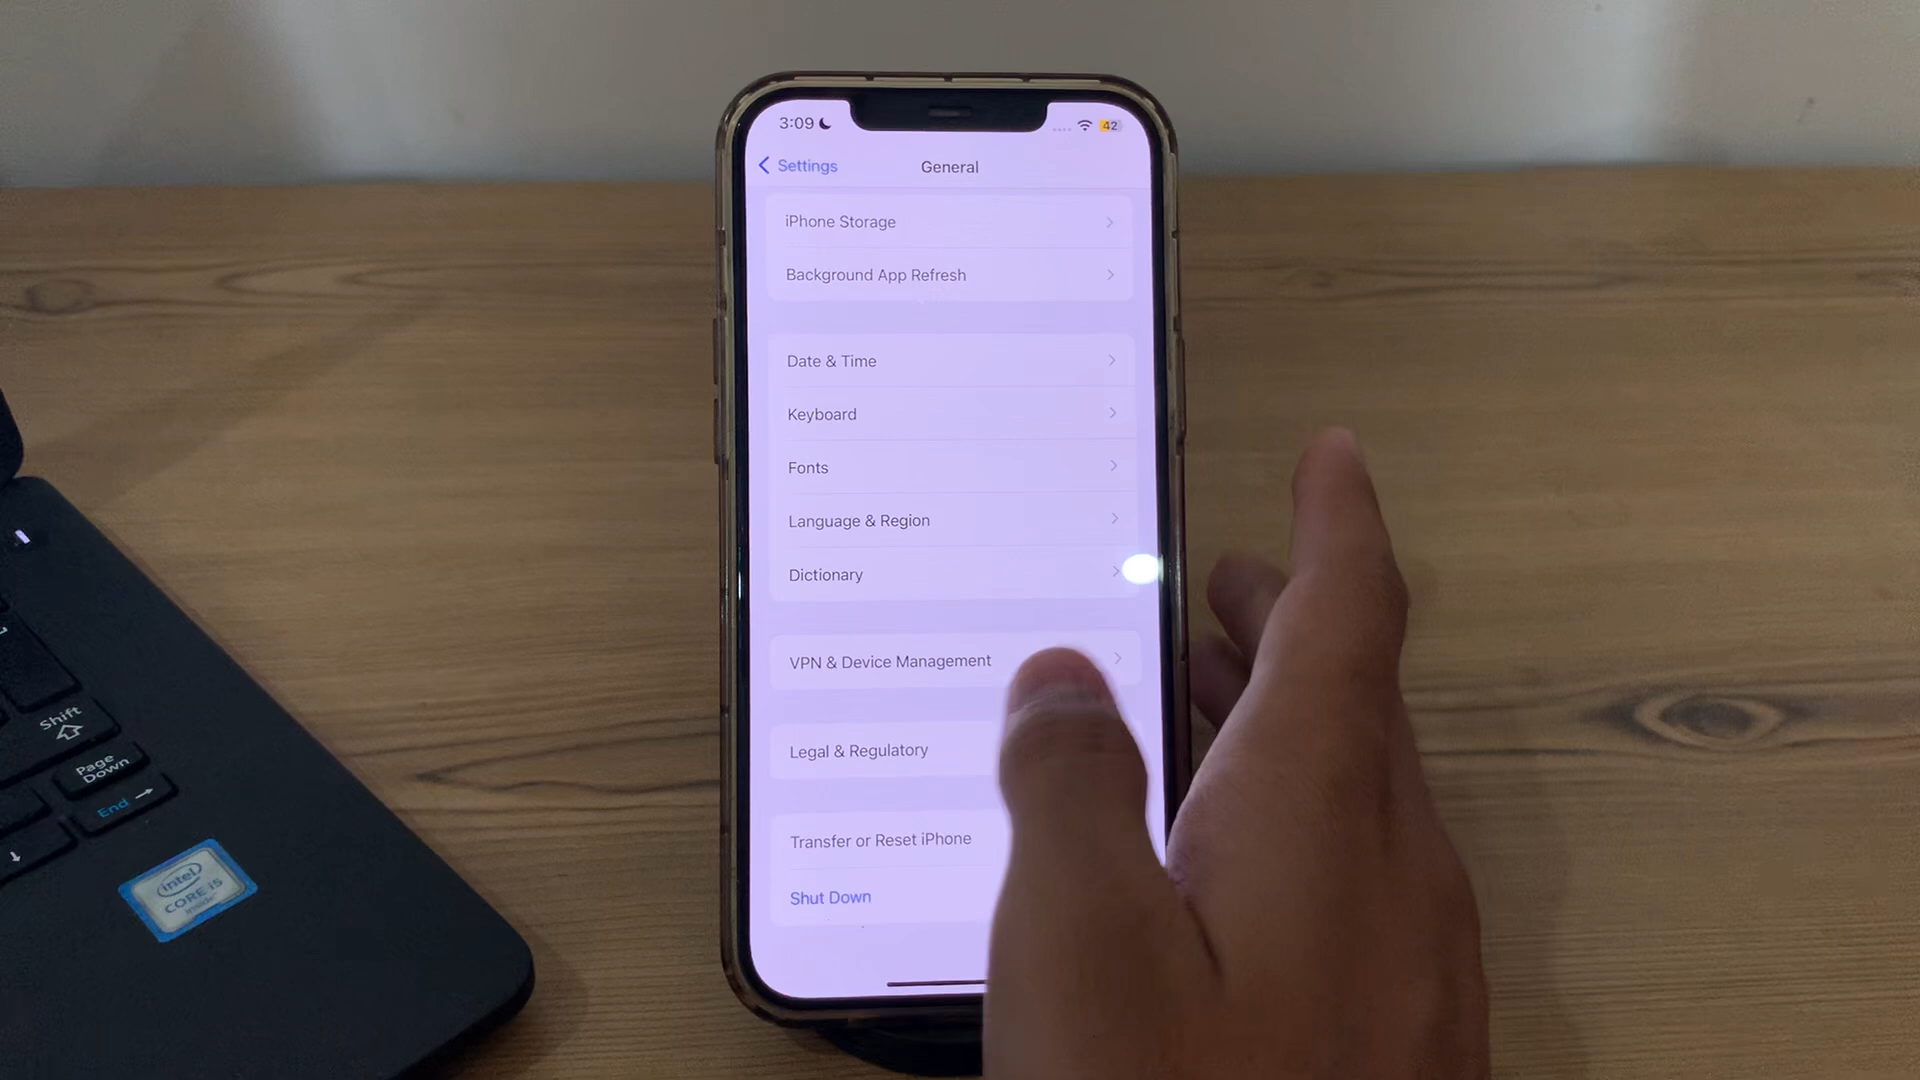 3:09
42
Settings
General
iPhone Storage
Background App Refresh
Date & Time
Keyboard
Fonts
Language & Region
Dictionary
VPN & Device Management
Legal & Regulatory
Transfer or Reset iPhone
Shut Down
Shift
Page
Down
End
intel
CORE i5
inside